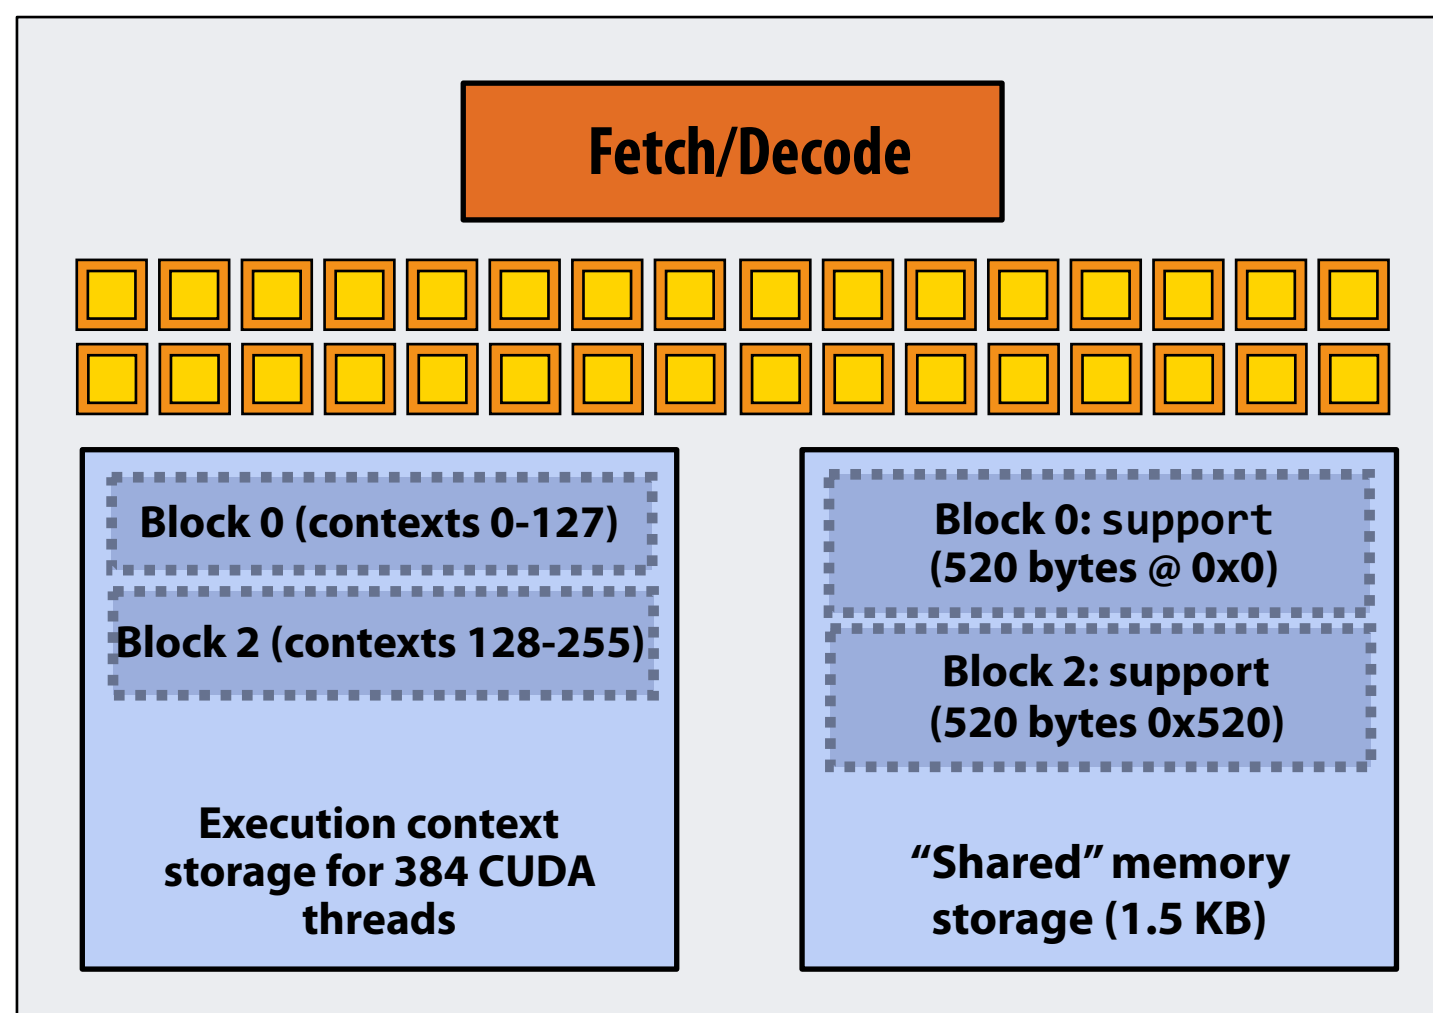 Fetch/Decode
Block 0 (contexts 0-127)
Block 2 (contexts 128-255)
Execution context
storage for 384 CUDA
threads
Block 0: support
(520 bytes @ 0x0)
Block 2: support
(520 bytes 0x520)
“Shared” memory
storage (1.5 KB)